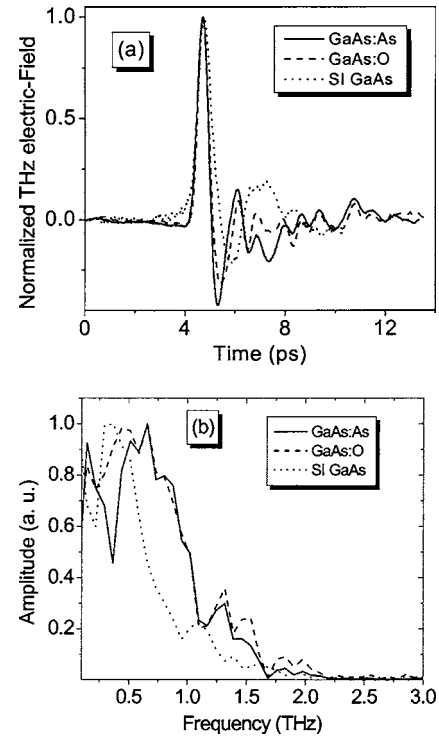 (a)
GaAs:As
GaAs:O
SI GaAs
Normalized THz electric-Field
1.0
0.5
0.0
0
4
8
12
Time (ps)
(b)
GaAs:As
GaAs:O
SI GaAs
Amplitude (a. u.)
1.0
0.8
0.6
0.4
0.2
0.5
1.0
1.5
2.0
2.5
3.0
Frequency (THz)